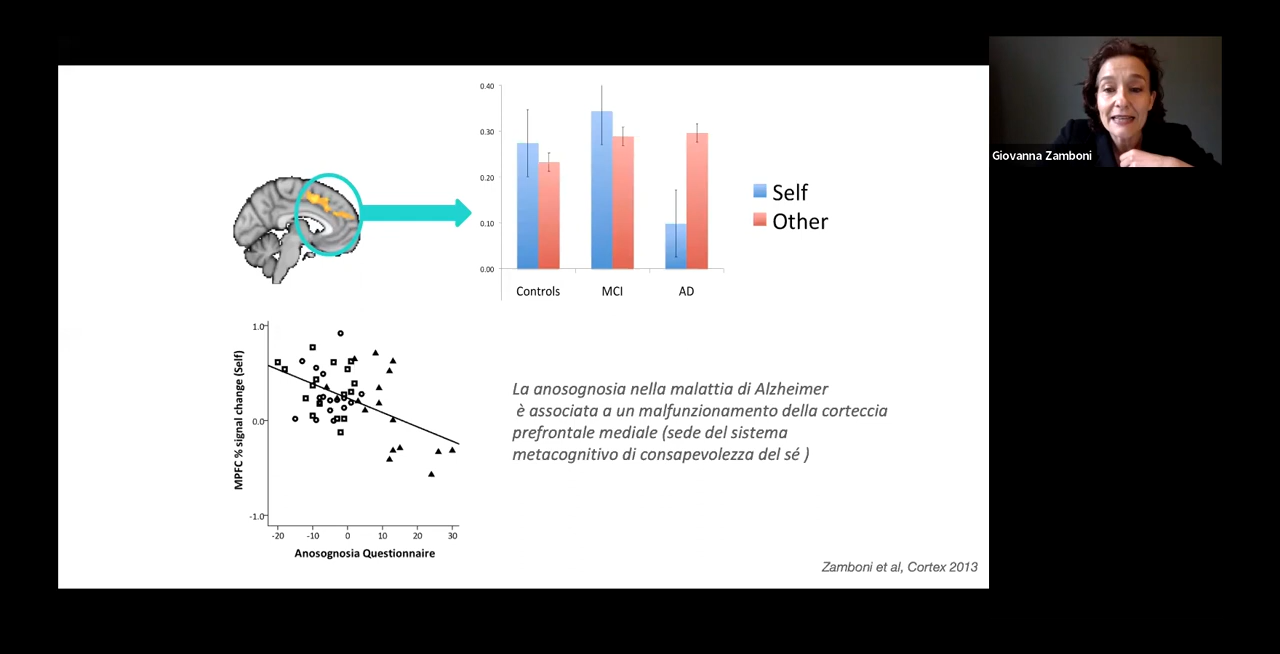 Giovanna Zamboni
0.40
0.30
0.20
0.10
0.00
Controls
MCI
AD
Self
Other
MPFC % signal change (Self)
1.0
0.0
-1.0
-20
-10
0
10
20
30
Anosognosia Questionnaire
La anosognosia nella malattia di Alzheimer
è associata a un malfunzionamento della corteccia
prefrontale mediale (sede del sistema
metacognitivo di consapevolezza del sé )
Zamboni et al, Cortex 2013